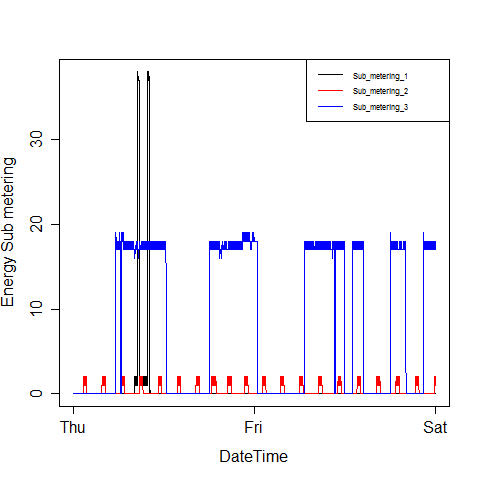 Sub_metering_1
Sub_metering_2
Sub_metering_3
Energy Sub metering
30
20
10
0
Thu Fri Sat
DateTime